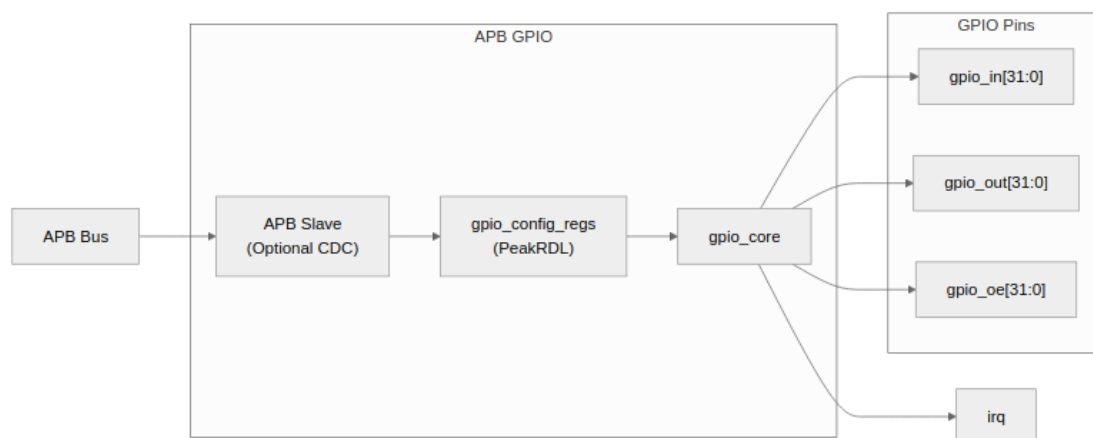 APB GPIO
GPIO Pins
gpio_in[31:0]
gpio_out[31:0]
gpio_oe[31:0]
APB Bus
APB Slave
(Optional CDC)
gpio_config_regs
(PeakRDL)
gpio_core
irq